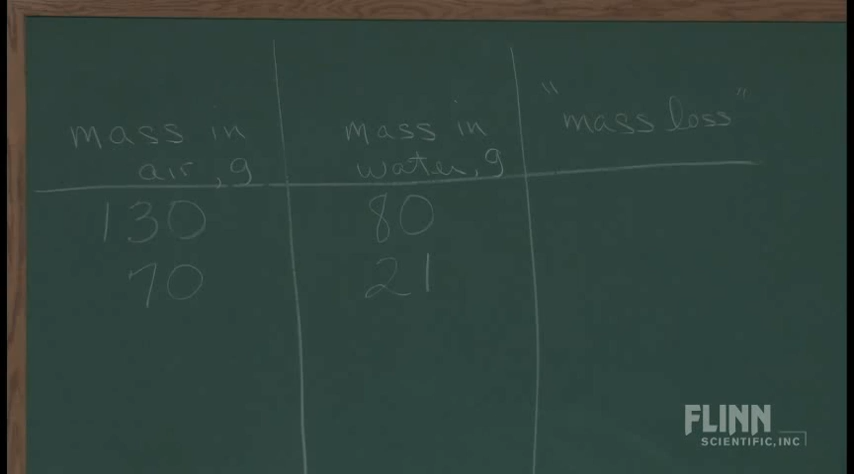 mass in air, g
mass in water, g
"mass loss"
130 80
70 21
FLINN
SCIENTIFIC, INC